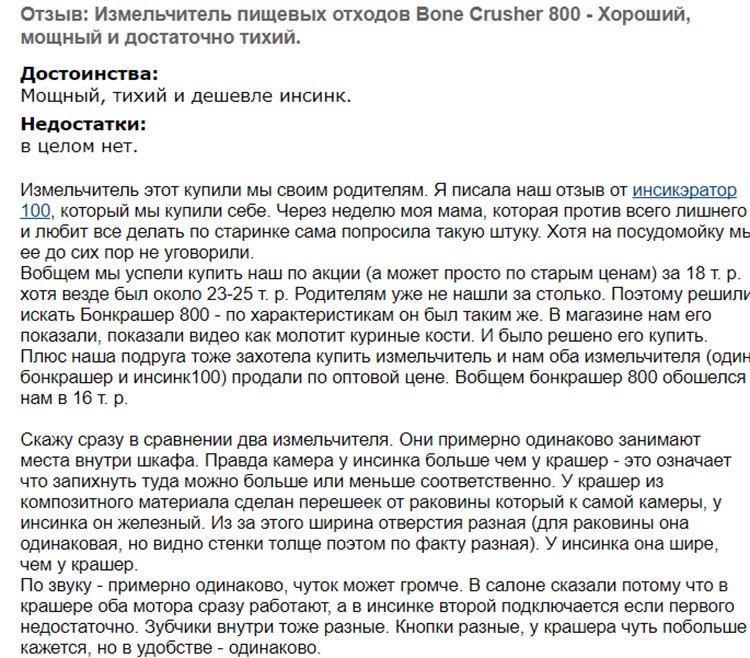 Отзыв: Измельчитель пищевых отходов Bone Crusher 800 - Хороший,
мощный и достаточно тихий.
Достоинства:
Мощный, тихий и дешевле инсинк.
Недостатки:
в целом нет.
Измельчитель этот купили мы своим родителям. Я писала наш отзыв от инсикэратор
100, который мы купили себе. Через неделю моя мама, которая против всего лишнего
и любит все делать по старинке сама попросила такую штуку. Хотя на посудомойку мы
ее до сих пор не уговорили.
Вобщем мы успели купить наш по акции (а может просто по старым ценам) за 18 т. р.
хотя везде был около 23-25 т. р. Родителям уже не нашли за столько. Поэтому решили
искать Бонкрашер 800 - по характеристикам он был таким же. В магазине нам его
показали, показали видео как молотит куриные кости. И было решено его купить.
Плюс наша подруга тоже захотела купить измельчитель и нам оба измельчителя (один
бонкрашер и инсинк100) продали по оптовой цене. Вобщем бонкрашер 800 обошелся
нам в 16 т. р.
Скажу сразу в сравнении два измельчителя. Они примерно одинаково занимают
места внутри шкафа. Правда камера у инсинка больше чем у крашер - это означает
что запихнуть туда можно больше или меньше соответственно. У крашер из
композитного материала сделан перешеек от раковины который к самой камеры, у
инсинка он железный. Из за этого ширина отверстия разная (для раковины она
одинаковая, но видно стенки толще поэтом по факту разная). У инсинка она шире,
чем у крашер.
По звуку - примерно одинаково, чуток может громче. В салоне сказали потому что в
крашере оба мотора сразу работают, а в инсинке второй подключается если первого
недостаточно. Зубчики внутри тоже разные. Кнопки разные, у крашера чуть побольше
кажется, но в удобстве - одинаково.